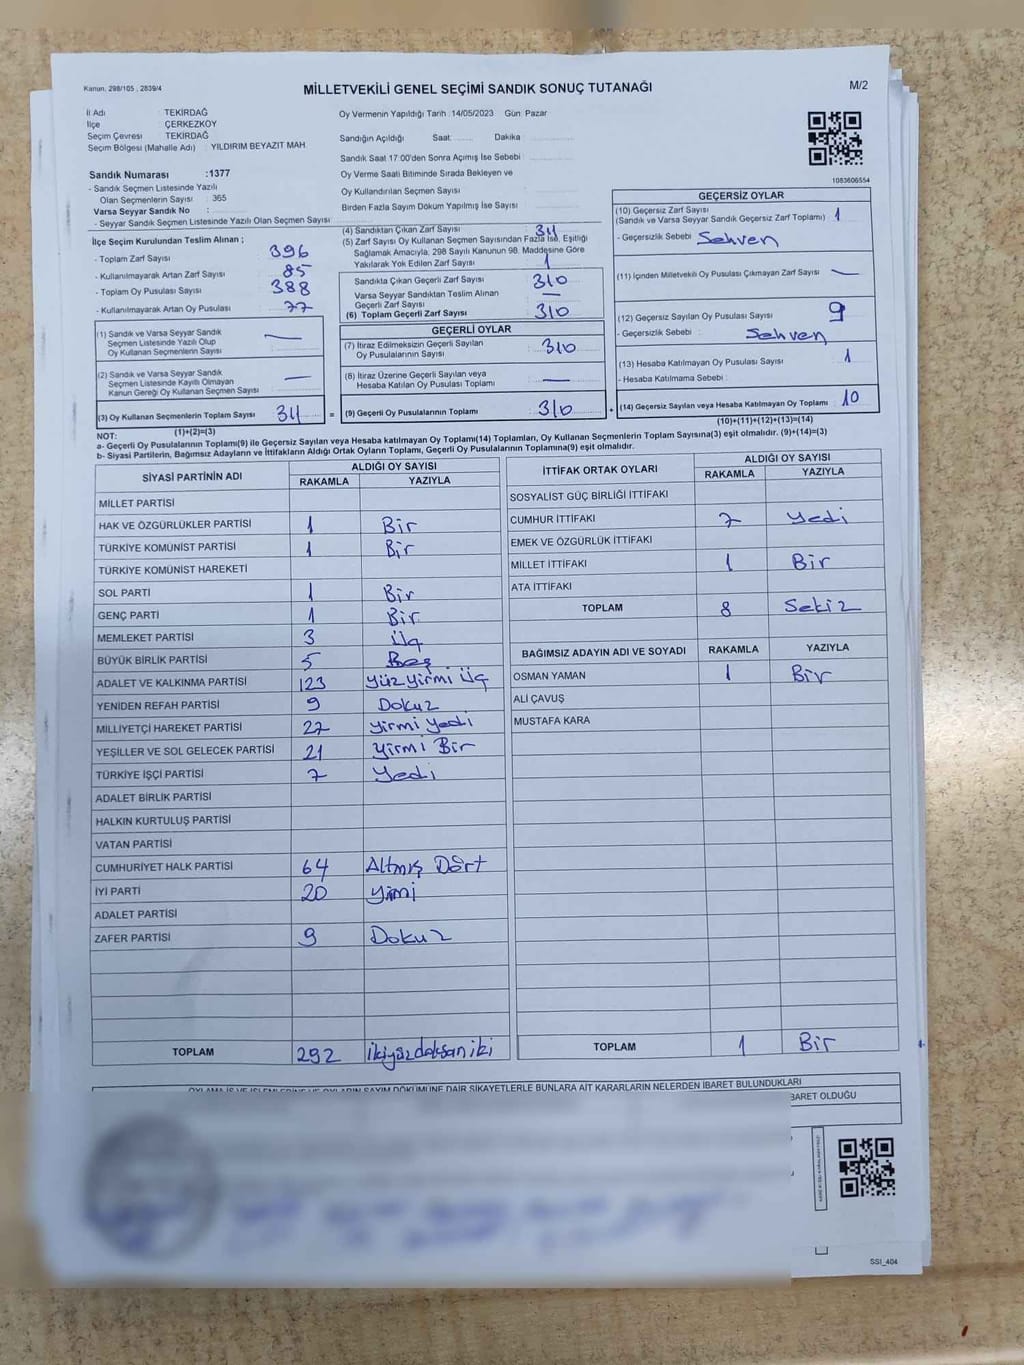 Kanun, 298/105 , 2839/4
MİLLETVEKİLİ GENEL SEÇİMİ SANDIK SONUÇ TUTANAĞI
M/2
İl Adı : TEKİRDAĞ
İlçe : ÇERKEZKÖY
Seçim Çevresi : TEKİRDAĞ
Seçim Bölgesi (Mahalle Adı) : YILDIRIM BEYAZIT MAH.
Sandık Numarası :1377
- Sandık Seçmen Listesinde Yazılı
Olan Seçmenlerin Sayısı : 365
Varsa Seyyar Sandık No :
- Seyyar Sandık Seçmen Listesinde Yazılı Olan Seçmen Sayısı
Oy Vermenin Yapıldığı Tarih :14/05/2023 Gün: Pazar
Sandığın Açıldığı Saat: Dakika
Sandık Saat 17:00'den Sonra Açımış İse Sebebi :
Oy Verme Saati Bitiminde Sırada Bekleyen ve
Oy Kullandırılan Seçmen Sayısı :
Birden Fazla Sayım Döküm Yapılmış İse Sayısı :
1083606554
İlçe Seçim Kurulundan Teslim Alınan ;
- Toplam Zarf Sayısı : 396
- Kullanılmayarak Artan Zarf Sayısı : 85
- Toplam Oy Pusulası Sayısı : 388
- Kullanılmayarak Artan Oy Pusulası : 77
(1) Sandık ve Varsa Seyyar Sandık
Seçmen Listesinde Yazılı Olup
Oy Kullanan Seçmenlerin Sayısı : —
(2) Sandık ve Varsa Seyyar Sandık
Seçmen Listesinde Kayıtlı Olmayan
Kanun Gereği Oy Kullanan Seçmen Sayısı : —
(3) Oy Kullanan Seçmenlerin Toplam Sayısı 311 =
(1)+(2)=(3)
(4) Sandıktan Çıkan Zarf Sayısı : 311
(5) Zarf Sayısı Oy Kullanan Seçmen Sayısından Fazla İse, Eşitliği
Sağlamak Amacıyla, 298 Sayılı Kanunun 98. Maddesine Göre
Yakılarak Yok Edilen Zarf Sayısı : 1
Sandıkta Çıkan Geçerli Zarf Sayısı : 310
Varsa Seyyar Sandıktan Teslim Alınan
Geçerli Zarf Sayısı : —
(6) Toplam Geçerli Zarf Sayısı : 310
GEÇERLİ OYLAR
(7) İtiraz Edilmeksizin Geçerli Sayılan
Oy Pusulalarının Sayısı : 310
(8) İtiraz Üzerine Geçerli Sayılan veya
Hesaba Katılan Oy Pusulası Toplamı : —
(9) Geçerli Oy Pusulalarının Toplamı : 310 +
GEÇERSİZ OYLAR
(10) Geçersiz Zarf Sayısı
(Sandık ve Varsa Seyyar Sandık Geçersiz Zarf Toplamı) : 1
- Geçersizlik Sebebi : Sehven
(11) İçinden Milletvekili Oy Pusulası Çıkmayan Zarf Sayısı : —
(12) Geçersiz Sayılan Oy Pusulası Sayısı : 9
- Geçersizlik Sebebi : Sehven
(13) Hesaba Katılmayan Oy Pusulası Sayısı : 1
- Hesaba Katılmama Sebebi :
(14) Geçersiz Sayılan veya Hesaba Katılmayan Oy Toplamı : 10
(10)+(11)+(12)+(13)=(14)
NOT:
a- Geçerli Oy Pusulalarının Toplamı(9) ile Geçersiz Sayılan veya Hesaba katılmayan Oy Toplamı(14) Toplamları, Oy Kullanan Seçmenlerin Toplam Sayısına(3) eşit olmalıdır. (9)+(14)=(3)
b- Siyasi Partilerin, Bağımsız Adayların ve İttifakların Aldığı Ortak Oyların Toplamı, Geçerli Oy Pusulalarının Toplamına(9) eşit olmalıdır.
SİYASİ PARTİNİN ADI ALDIĞI OY SAYISI
RAKAMLA YAZIYLA
MİLLET PARTİSİ
HAK VE ÖZGÜRLÜKLER PARTİSİ 1 Bir
TÜRKİYE KOMÜNİST PARTİSİ 1 Bir
TÜRKİYE KOMÜNİST HAREKETİ
SOL PARTİ 1 Bir
GENÇ PARTİ 1 Bir
MEMLEKET PARTİSİ 3 Üç
BÜYÜK BİRLİK PARTİSİ 5 Beş
ADALET VE KALKINMA PARTİSİ 123 Yüz yirmi Üç
YENİDEN REFAH PARTİSİ 9 Dokuz
MİLLİYETÇİ HAREKET PARTİSİ 27 Yirmi Yedi
YEŞİLLER VE SOL GELECEK PARTİSİ 21 Yirmi Bir
TÜRKİYE İŞÇİ PARTİSİ 7 Yedi
ADALET BİRLİK PARTİSİ
HALKIN KURTULUŞ PARTİSİ
VATAN PARTİSİ
CUMHURİYET HALK PARTİSİ 64 Altmış Dört
İYİ PARTİ 20 Yirmi
ADALET PARTİSİ
ZAFER PARTİSİ 9 Dokuz
TOPLAM 292 ikiyüzdoksan iki
İTTİFAK ORTAK OYLARI ALDIĞI OY SAYISI
RAKAMLA YAZIYLA
SOSYALİST GÜÇ BİRLİĞİ İTTİFAKI
CUMHUR İTTİFAKI 7 Yedi
EMEK VE ÖZGÜRLÜK İTTİFAKI
MİLLET İTTİFAKI 1 Bir
ATA İTTİFAKI
TOPLAM 8 Sekiz
BAĞIMSIZ ADAYIN ADI VE SOYADI RAKAMLA YAZIYLA
OSMAN YAMAN 1 Bir
ALİ ÇAVUŞ
MUSTAFA KARA
TOPLAM 1 Bir
OYLAMA İŞ VE İŞLEMLERİNE VE OYLARIN SAYIM DÖKÜMÜNE DAİR ŞİKAYETLERLE BUNLARA AİT KARARLARIN NELERDEN İBARET BULUNDUKLARI
BARET OLDUĞU
SSI_404